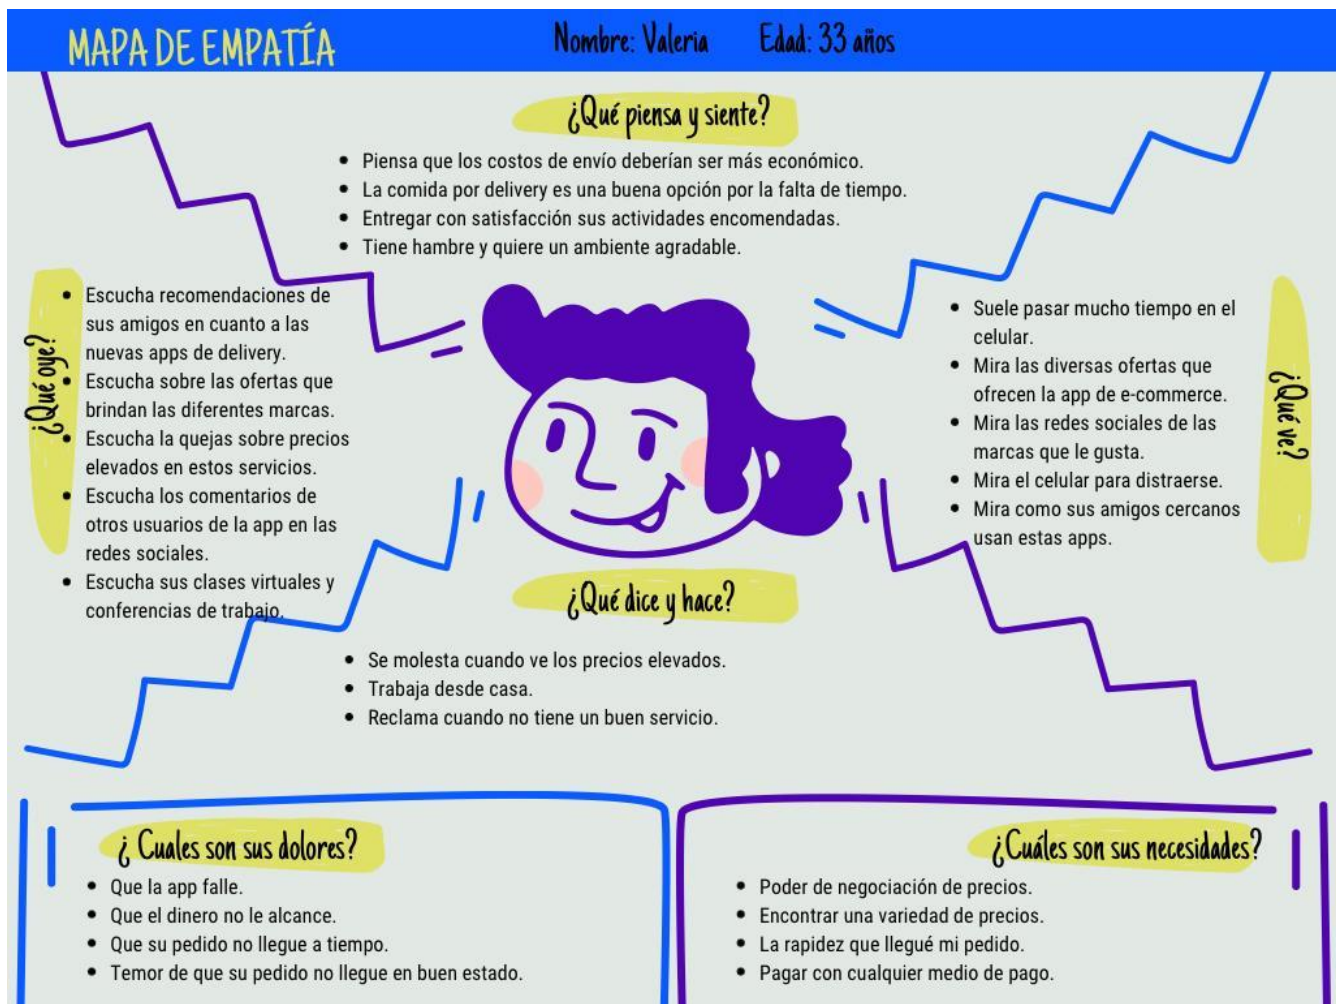 MAPA DE EMPATÍA
Nombre: Valeria Edad: 33 años
¿Qué piensa y siente?
• Piensa que los costos de envío deberían ser más económico.
• La comida por delivery es una buena opción por la falta de tiempo.
• Entregar con satisfacción sus actividades encomendadas.
• Tiene hambre y quiere un ambiente agradable.
¿Qué oye?
• Escucha recomendaciones de
sus amigos en cuanto a las
nuevas apps de delivery.
• Escucha sobre las ofertas que
brindan las diferentes marcas.
• Escucha la quejas sobre precios
elevados en estos servicios.
• Escucha los comentarios de
otros usuarios de la app en las
redes sociales.
• Escucha sus clases virtuales y
conferencias de trabajo.
¿Qué ve?
• Suele pasar mucho tiempo en el
celular.
• Mira las diversas ofertas que
ofrecen la app de e-commerce.
• Mira las redes sociales de las
marcas que le gusta.
• Mira el celular para distraerse.
• Mira como sus amigos cercanos
usan estas apps.
¿Qué dice y hace?
• Se molesta cuando ve los precios elevados.
• Trabaja desde casa.
• Reclama cuando no tiene un buen servicio.
¿ Cuales son sus dolores?
• Que la app falle.
• Que el dinero no le alcance.
• Que su pedido no llegue a tiempo.
• Temor de que su pedido no llegue en buen estado.
¿Cuáles son sus necesidades?
• Poder de negociación de precios.
• Encontrar una variedad de precios.
• La rapidez que llegué mi pedido.
• Pagar con cualquier medio de pago.